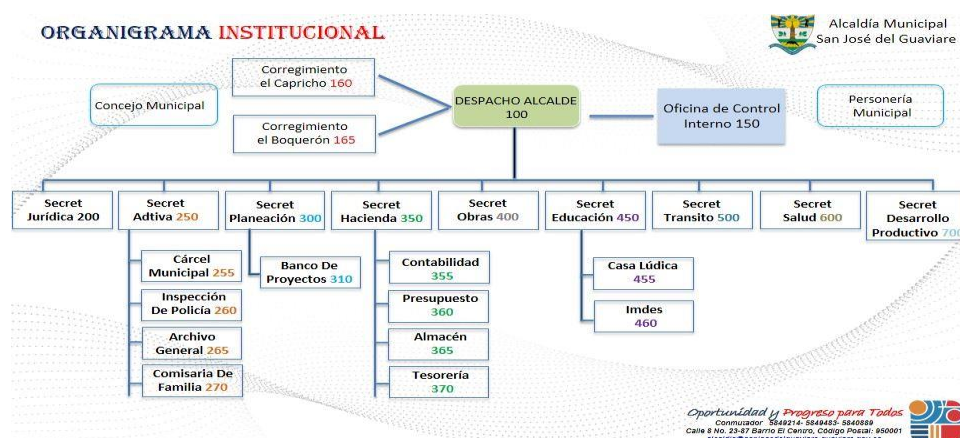 ORGANIGRAMA INSTITUCIONAL
Alcaldía Municipal
San José del Guaviare
Corregimiento
el Capricho 160
Concejo Municipal
DESPACHO ALCALDE
100
Oficina de Control
Interno 150
Personería
Municipal
Corregimiento
el Boquerón 165
Secret
Jurídica 200
Secret
Adtiva 250
Secret
Planeación 300
Secret
Hacienda 350
Secret
Obras 400
Secret
Educación 450
Secret
Transito 500
Secret
Salud 600
Secret
Desarrollo
Productivo 700
Cárcel
Municipal 255
Inspección
De Policía 260
Archivo
General 265
Comisaria De
Familia 270
Banco De
Proyectos 310
Contabilidad
355
Presupuesto
360
Almacén
365
Tesorería
370
Casa Lúdica
455
Imdes
460
Oportunidad y Progreso para Todos
Conmutador 5849214- 5849483- 5840889
Calle 8 No. 23-87 Barrio El Centro, Código Postal: 950001